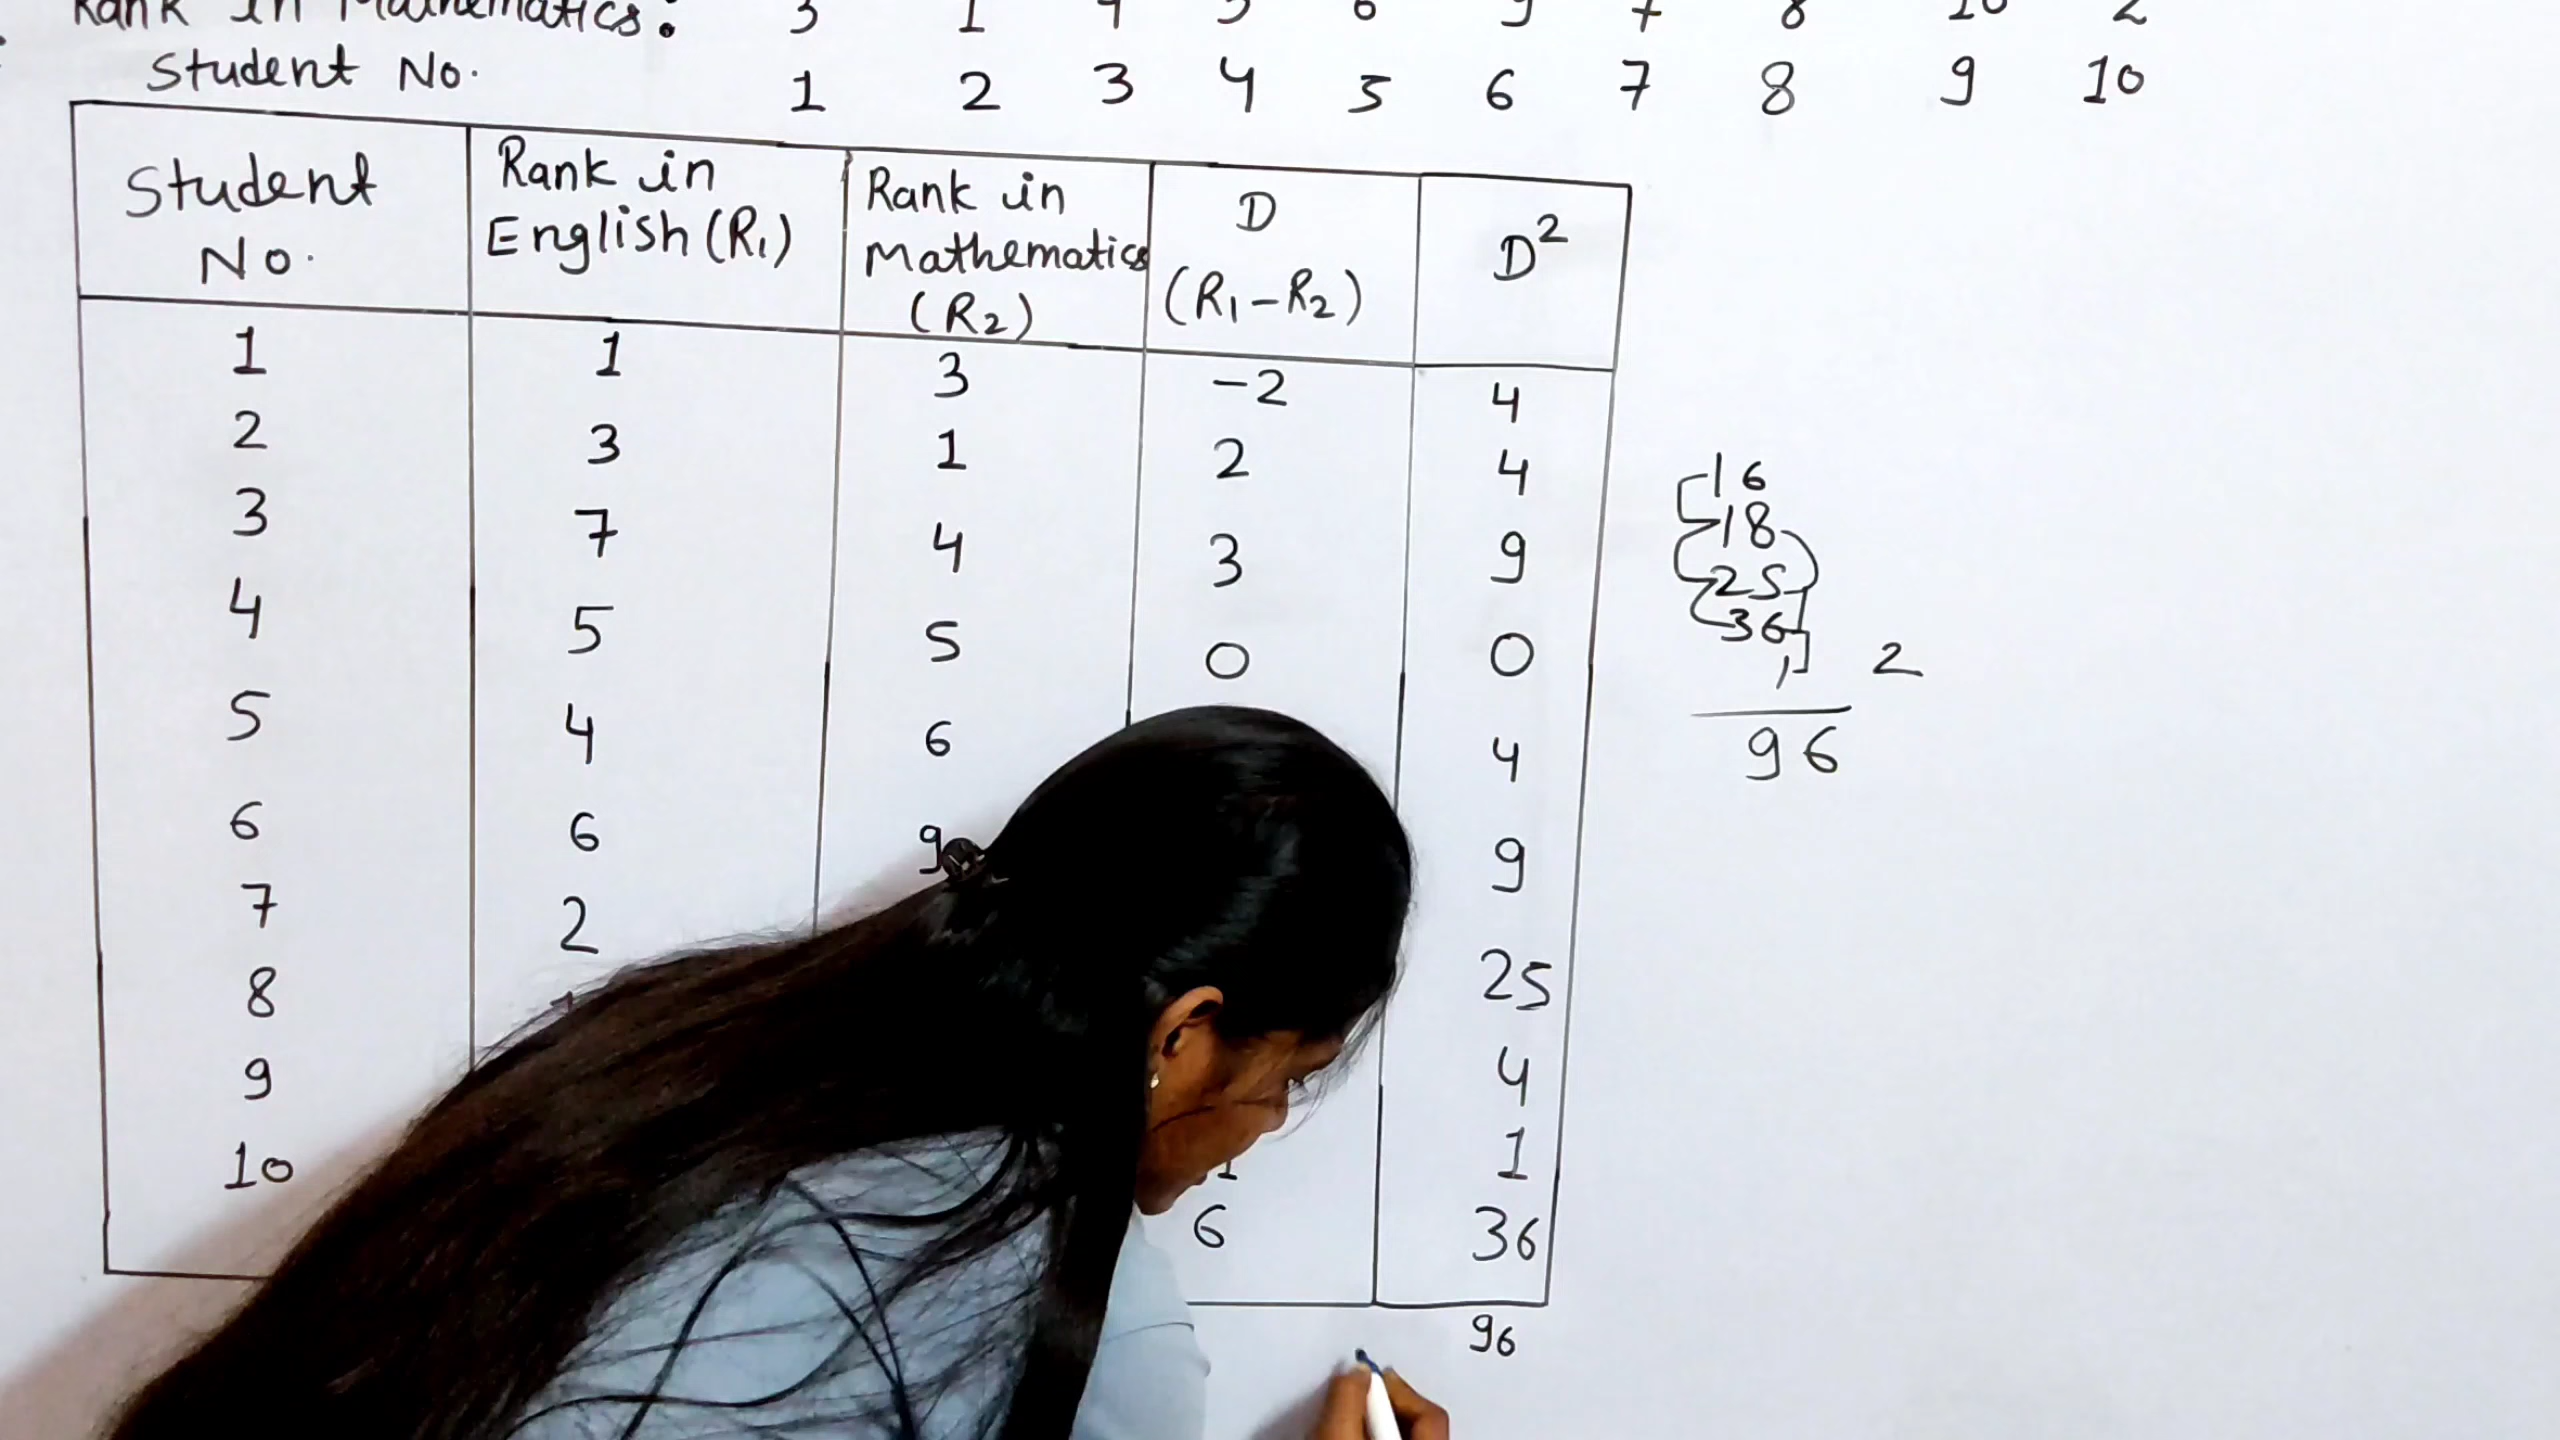 Rank in Mathematics: 3 1 4 5 6 9 7 8 10 2
Student No. 1 2 3 4 5 6 7 8 9 10
Student No. Rank in English (R1) Rank in Mathematics (R2) D (R1-R2) D²
1 1 3 -2 4
2 3 1 2 4
3 7 4 3 9
4 5 5 0 0
5 4 6 4
6 6 9 9
7 2 25
8 4
9 1 1
10 6 36
96
16
18
25
36
1 2
96